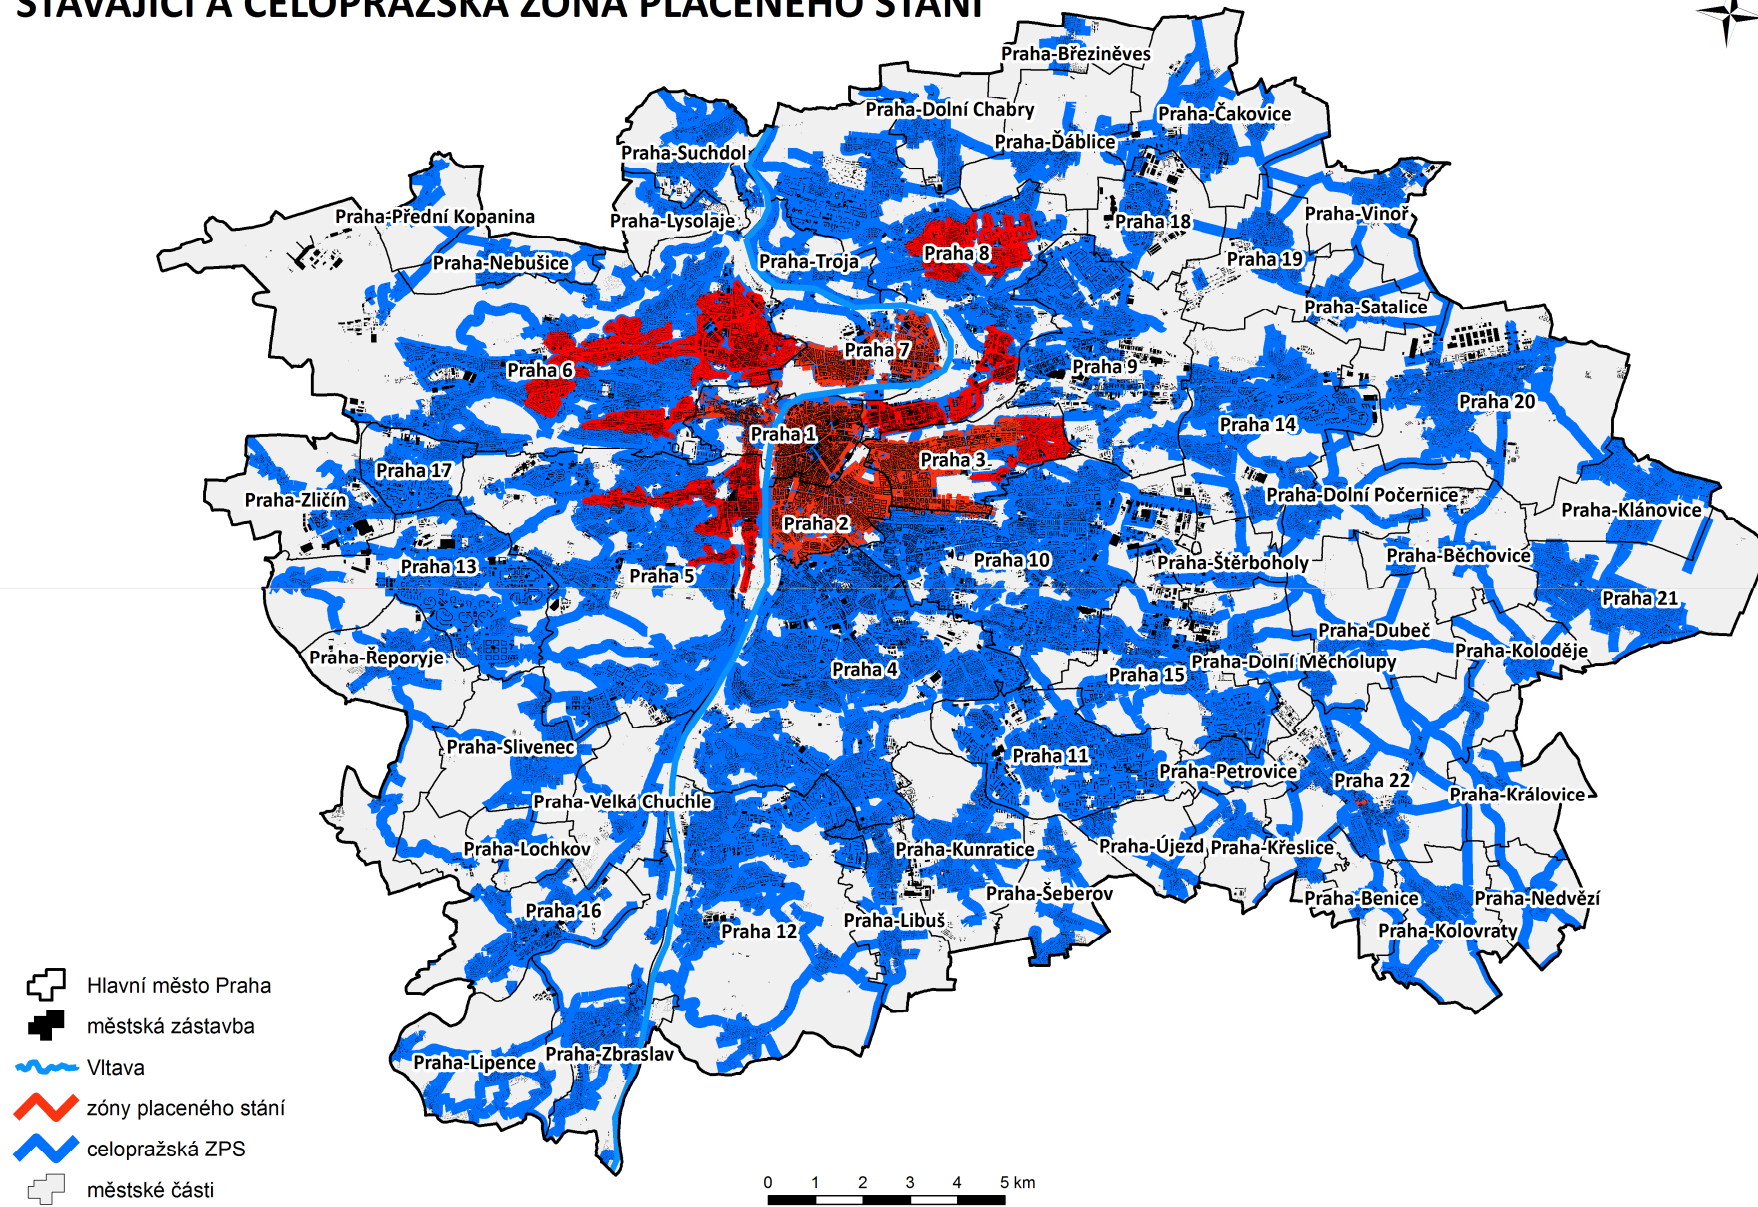 STÁVAJÍCÍ A CELOPRAŽSKÁ ZÓNA PLACENÉHO STÁNÍ
Praha-Březiněves
Praha-Dolní Chabry
Praha-Čakovice
Praha-Ďáblice
Praha-Suchdol
Praha-Přední Kopanina
Praha-Lysolaje
Praha 18
Praha-Vinoř
Praha-Nebušice
Praha-Troja
Praha 8
Praha 19
Praha-Satalice
Praha 7
Praha 6
Praha 9
Praha 20
Praha 14
Praha 1
Praha 3
Praha 17
Praha-Zličín
Praha-Dolní Počernice
Praha-Klánovice
Praha 2
Praha 10
Praha-Štěrboholy
Praha-Běchovice
Praha 13
Praha 5
Praha 21
Praha-Dubeč
Praha-Řeporyje
Praha 4
Praha 15
Praha-Dolní Měcholupy
Praha-Koloděje
Praha-Slivenec
Praha 11
Praha-Petrovice
Praha 22
Praha-Královice
Praha-Velká Chuchle
Praha-Lochkov
Praha-Kunratice
Praha-Újezd
Praha-Křeslice
Praha-Šeberov
Praha-Benice
Praha-Nedvězí
Praha 16
Praha 12
Praha-Libuš
Praha-Kolovraty
Praha-Lipence
Praha-Zbraslav
Hlavní město Praha
městská zástavba
Vltava
zóny placeného stání
celopražská ZPS
městské části
0 1 2 3 4 5 km